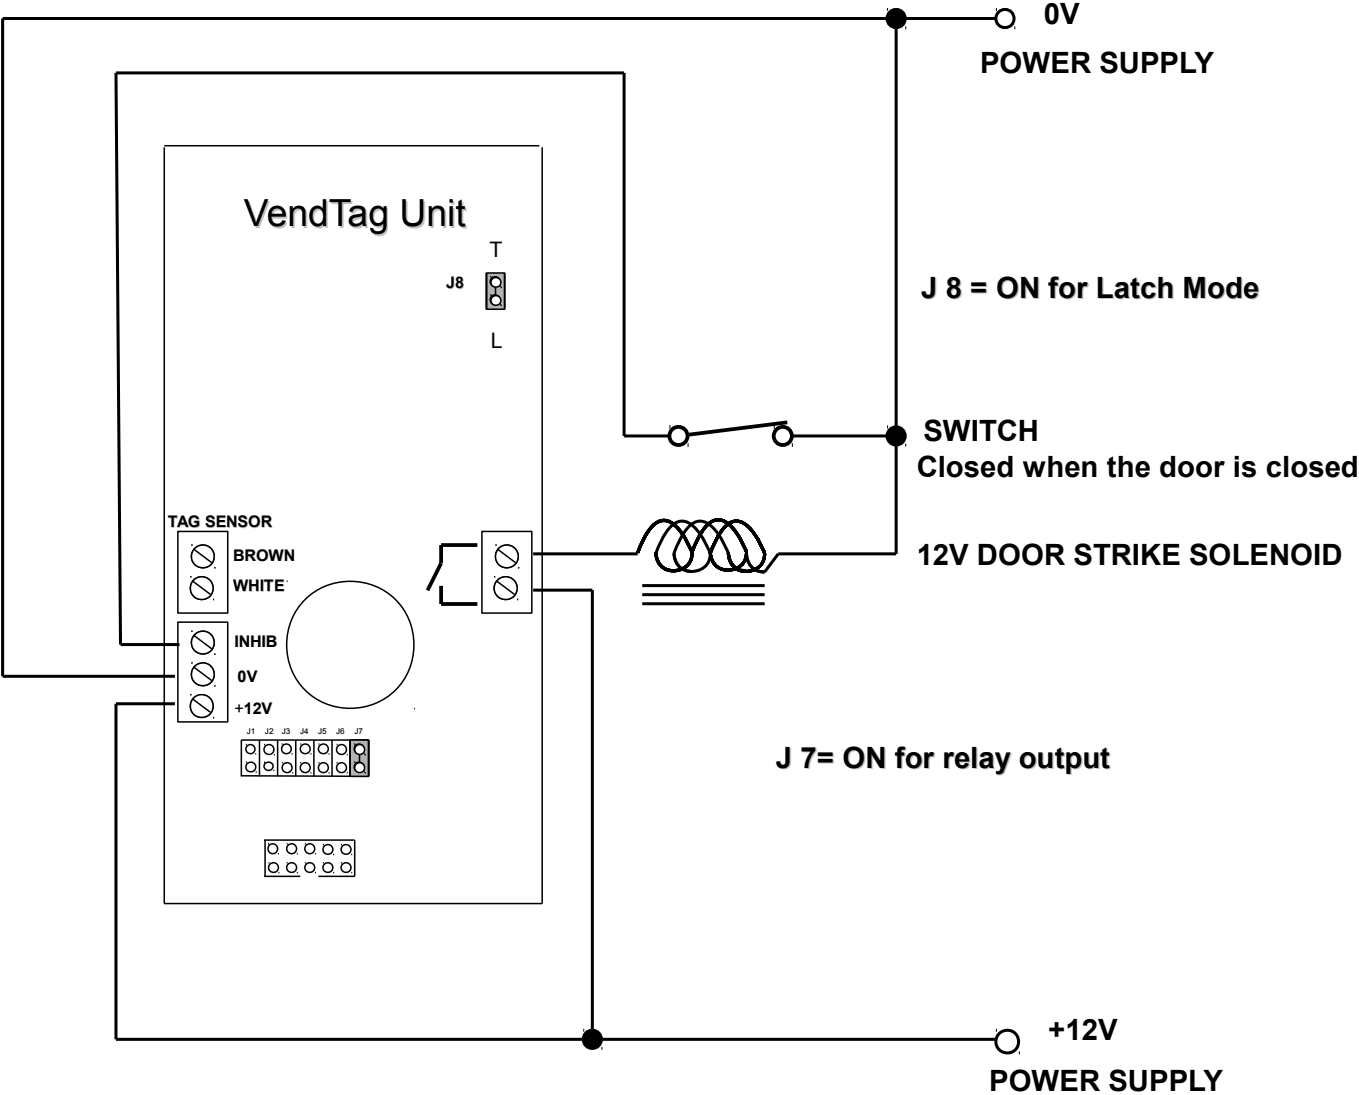 0V
POWER SUPPLY
VendTag Unit
T
J8
L
J 8 = ON for Latch Mode
SWITCH
Closed when the door is closed
TAG SENSOR
BROWN
WHITE
12V DOOR STRIKE SOLENOID
INHIB
0V
+12V
J1 J2 J3 J4 J5 J6 J7
J 7= ON for relay output
+12V
POWER SUPPLY